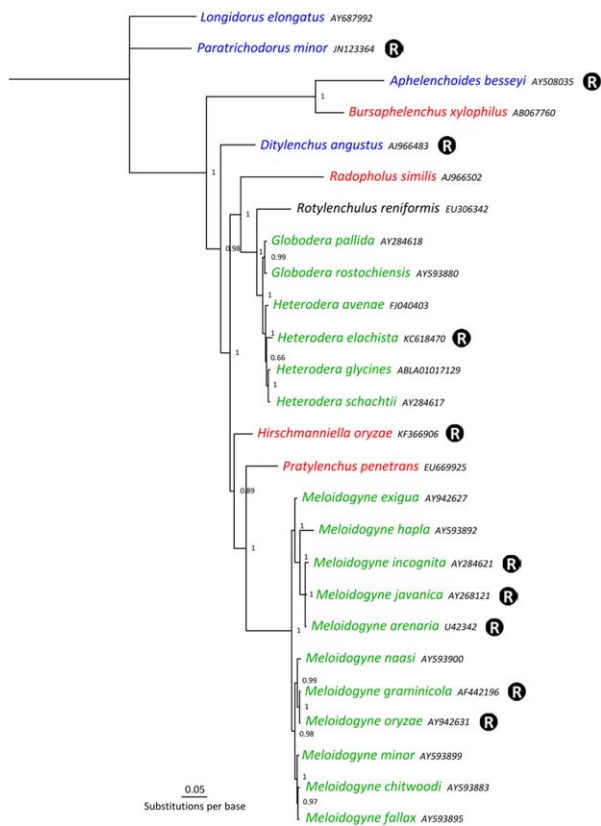 Longidorus elongatus AY687992
Paratrichodorus minor JN123364 R
Aphelenchoides besseyi AY508035 R
1
Bursaphelenchus xylophilus AB067760
Ditylenchus angustus AJ966483 R
1
Radopholus similis AJ966502
Rotylenchulus reniformis EU306342
1
Globodera pallida AY284618
0.98 1
0.99
Globodera rostochiensis AY593880
1
Heterodera avenae FJ040403
1
Heterodera elachista KC618470 R
1
0.66
Heterodera glycines ABLA01017129
1
Heterodera schachtii AY284617
Hirschmanniella oryzae KF366906 R
Pratylenchus penetrans EU669925
0.89
Meloidogyne exigua AY942627
1
Meloidogyne hapla AY593892
1
1
Meloidogyne incognita AY284621 R
Meloidogyne javanica AY268121 R
1
Meloidogyne arenaria U42342 R
1
Meloidogyne naasi AY593900
0.99
Meloidogyne graminicola AF442196 R
1
Meloidogyne oryzae AY942631 R
0.98
Meloidogyne minor AY593899
1
Meloidogyne chitwoodi AY593883
0.97
Meloidogyne fallax AY593895
0.05
Substitutions per base